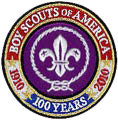 BOY SCOUTS OF AMERICA
1910
2010
100 YEARS